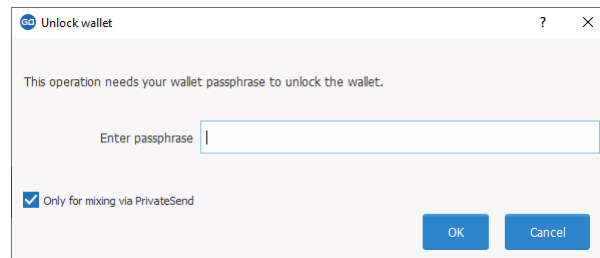 GO Unlock wallet ? ×
This operation needs your wallet passphrase to unlock the wallet.
Enter passphrase
Only for mixing via PrivateSend
OK Cancel